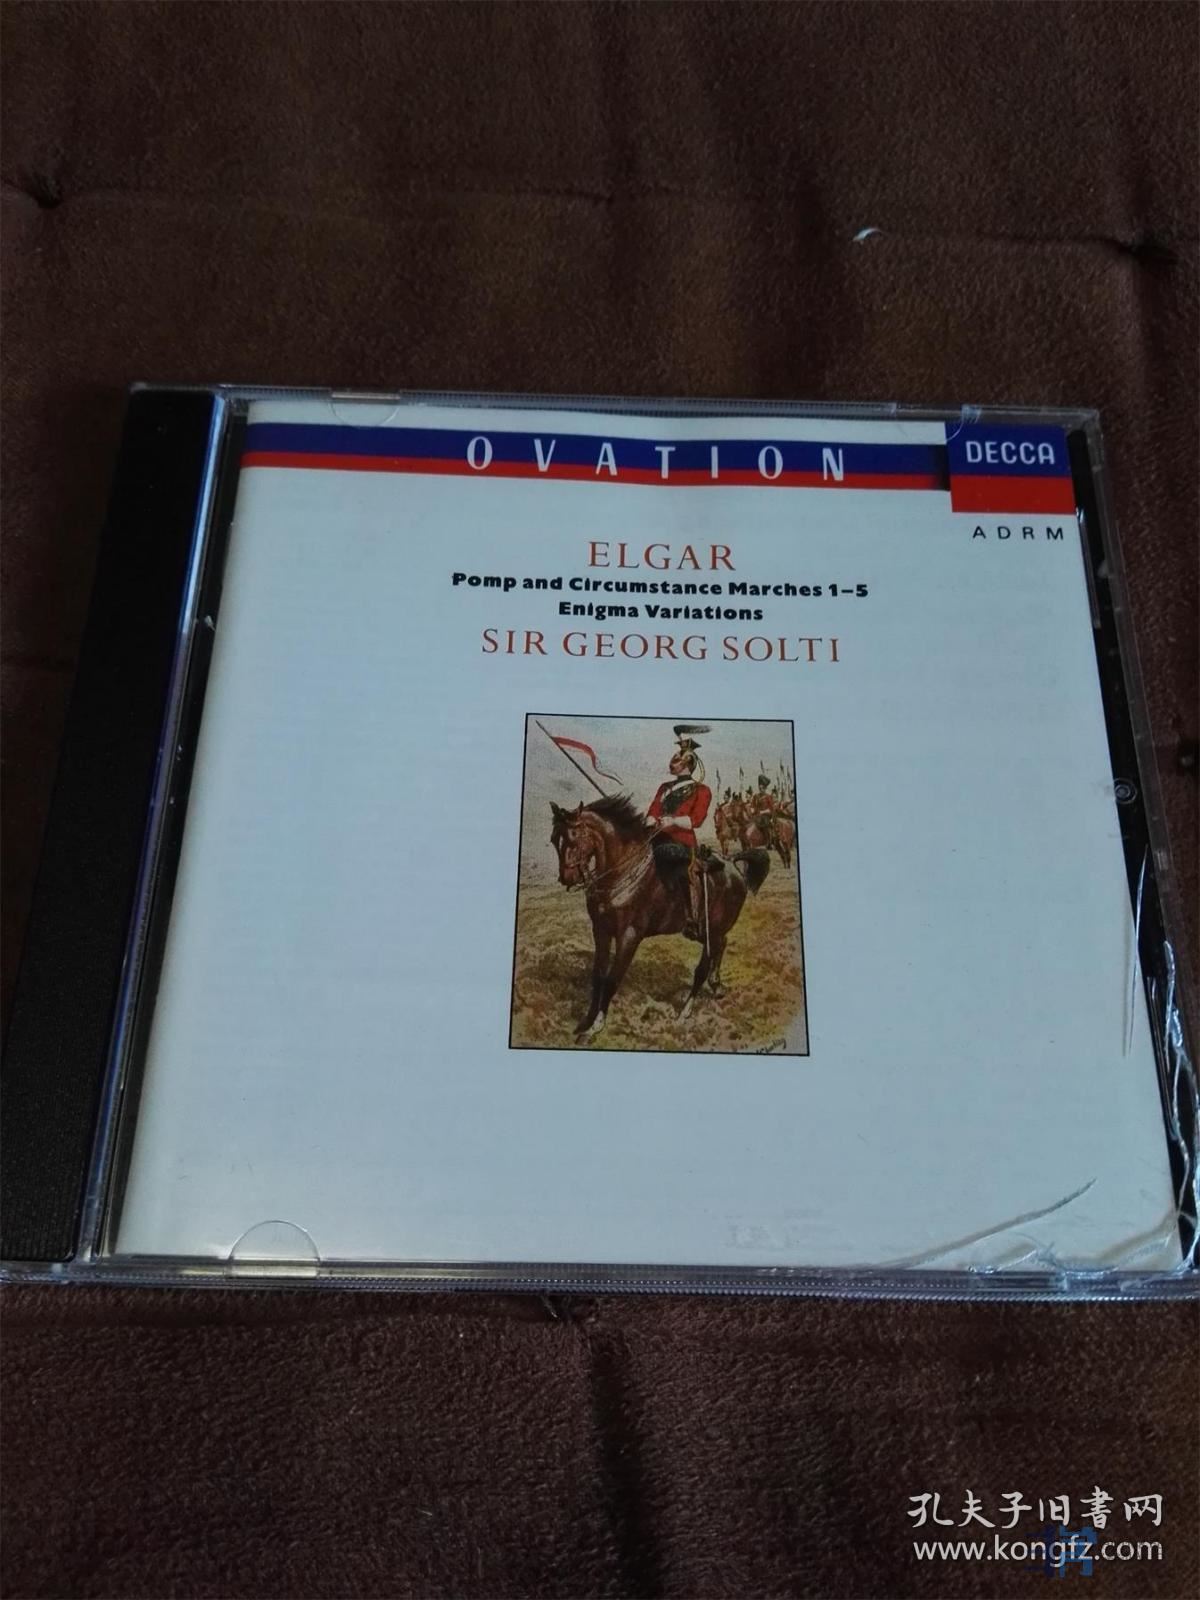 OVATION
DECCA
ADRM
ELGAR
Pomp and Circumstance Marches 1–5
Enigma Variations
SIR GEORG SOLTI
孔夫子旧书网
www.kongfz.com